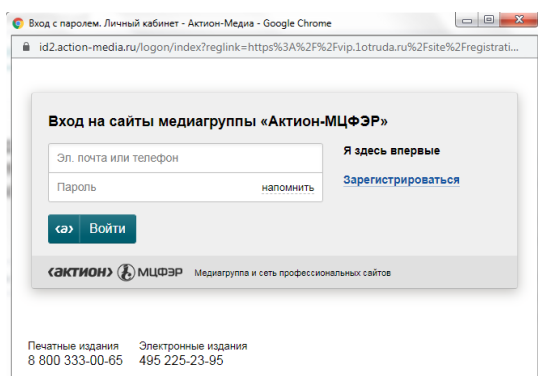 Вход с паролем. Личный кабинет - Актион-Медиа - Google Chrome
id2.action-media.ru/logon/index?reglink=https%3A%2F%2Fvip.1otruda.ru%2Fsite%2Fregistrati...
Вход на сайты медиагруппы «Актион-МЦФЭР»
Эл. почта или телефон
Я здесь впервые
Пароль
напомнить
Зарегистрироваться
‹а› Войти
‹актион› МЦФЭР Медиагруппа и сеть профессиональных сайтов
Печатные издания Электронные издания
8 800 333-00-65 495 225-23-95